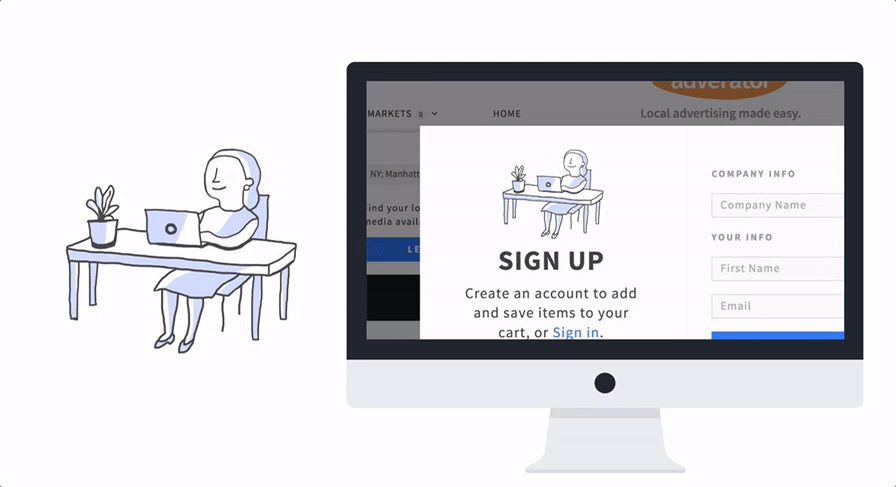 adverator
MARKETS 0
HOME
Local advertising made easy.
NY: Manhatt
Find your lo
media avail
LE
SIGN UP
Create an account to add
and save items to your
cart, or Sign in.
COMPANY INFO
Company Name
YOUR INFO
First Name
Email